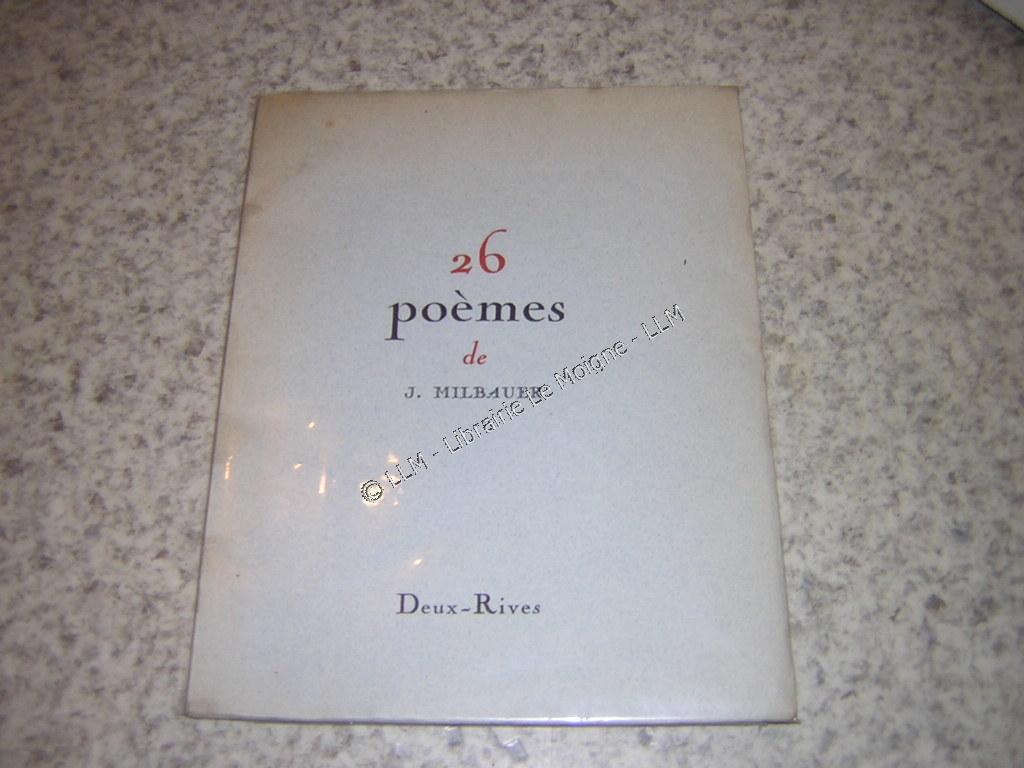 26
poèmes
de
J. MILBAUER
© LLM - Librairie Le Moigne - LLM
Deux-Rives